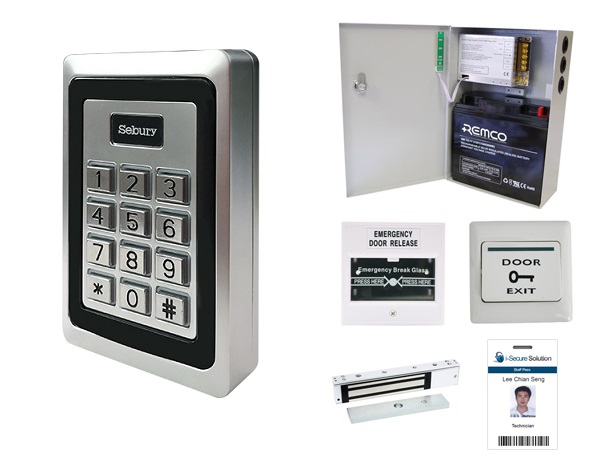 Sebury
1 2 3
4 5 6
7 8 9
* 0 #
REMCO
EMERGENCY
DOOR RELEASE
Emergency Break Glass
PRESS HERE PRESS HERE
DOOR
EXIT
i-Secure Solution
Staff Pass
Lee Chian Seng
Technician